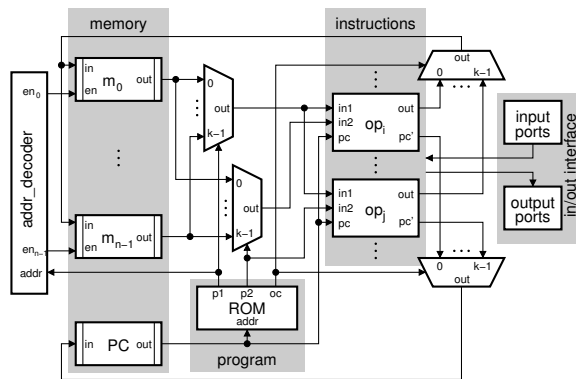 memory
instructions
in
m0
out
en
en0
0
out
k−1
⋯
out
0
k−1
⋯
in1
in2
pc
opi
out
pc'
input
ports
output
ports
in/out interface
addr_decoder
0
out
k−1
in1
in2
pc
opj
out
pc'
in
mn−1
out
en
enn-1
addr
⋯
0
k−1
out
p1
p2
oc
ROM
addr
program
in
PC
out